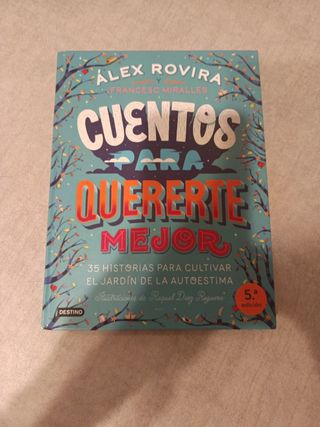 ÁLEX ROVIRA
Y
FRANCESC MIRALLES
CUENTOS
PARA
QUERERTE
MEJOR
35 HISTORIAS PARA CULTIVAR
EL JARDÍN DE LA AUTOESTIMA
Ilustraciones de Raquel Díaz Reguera
5.ª
edición
DESTINO